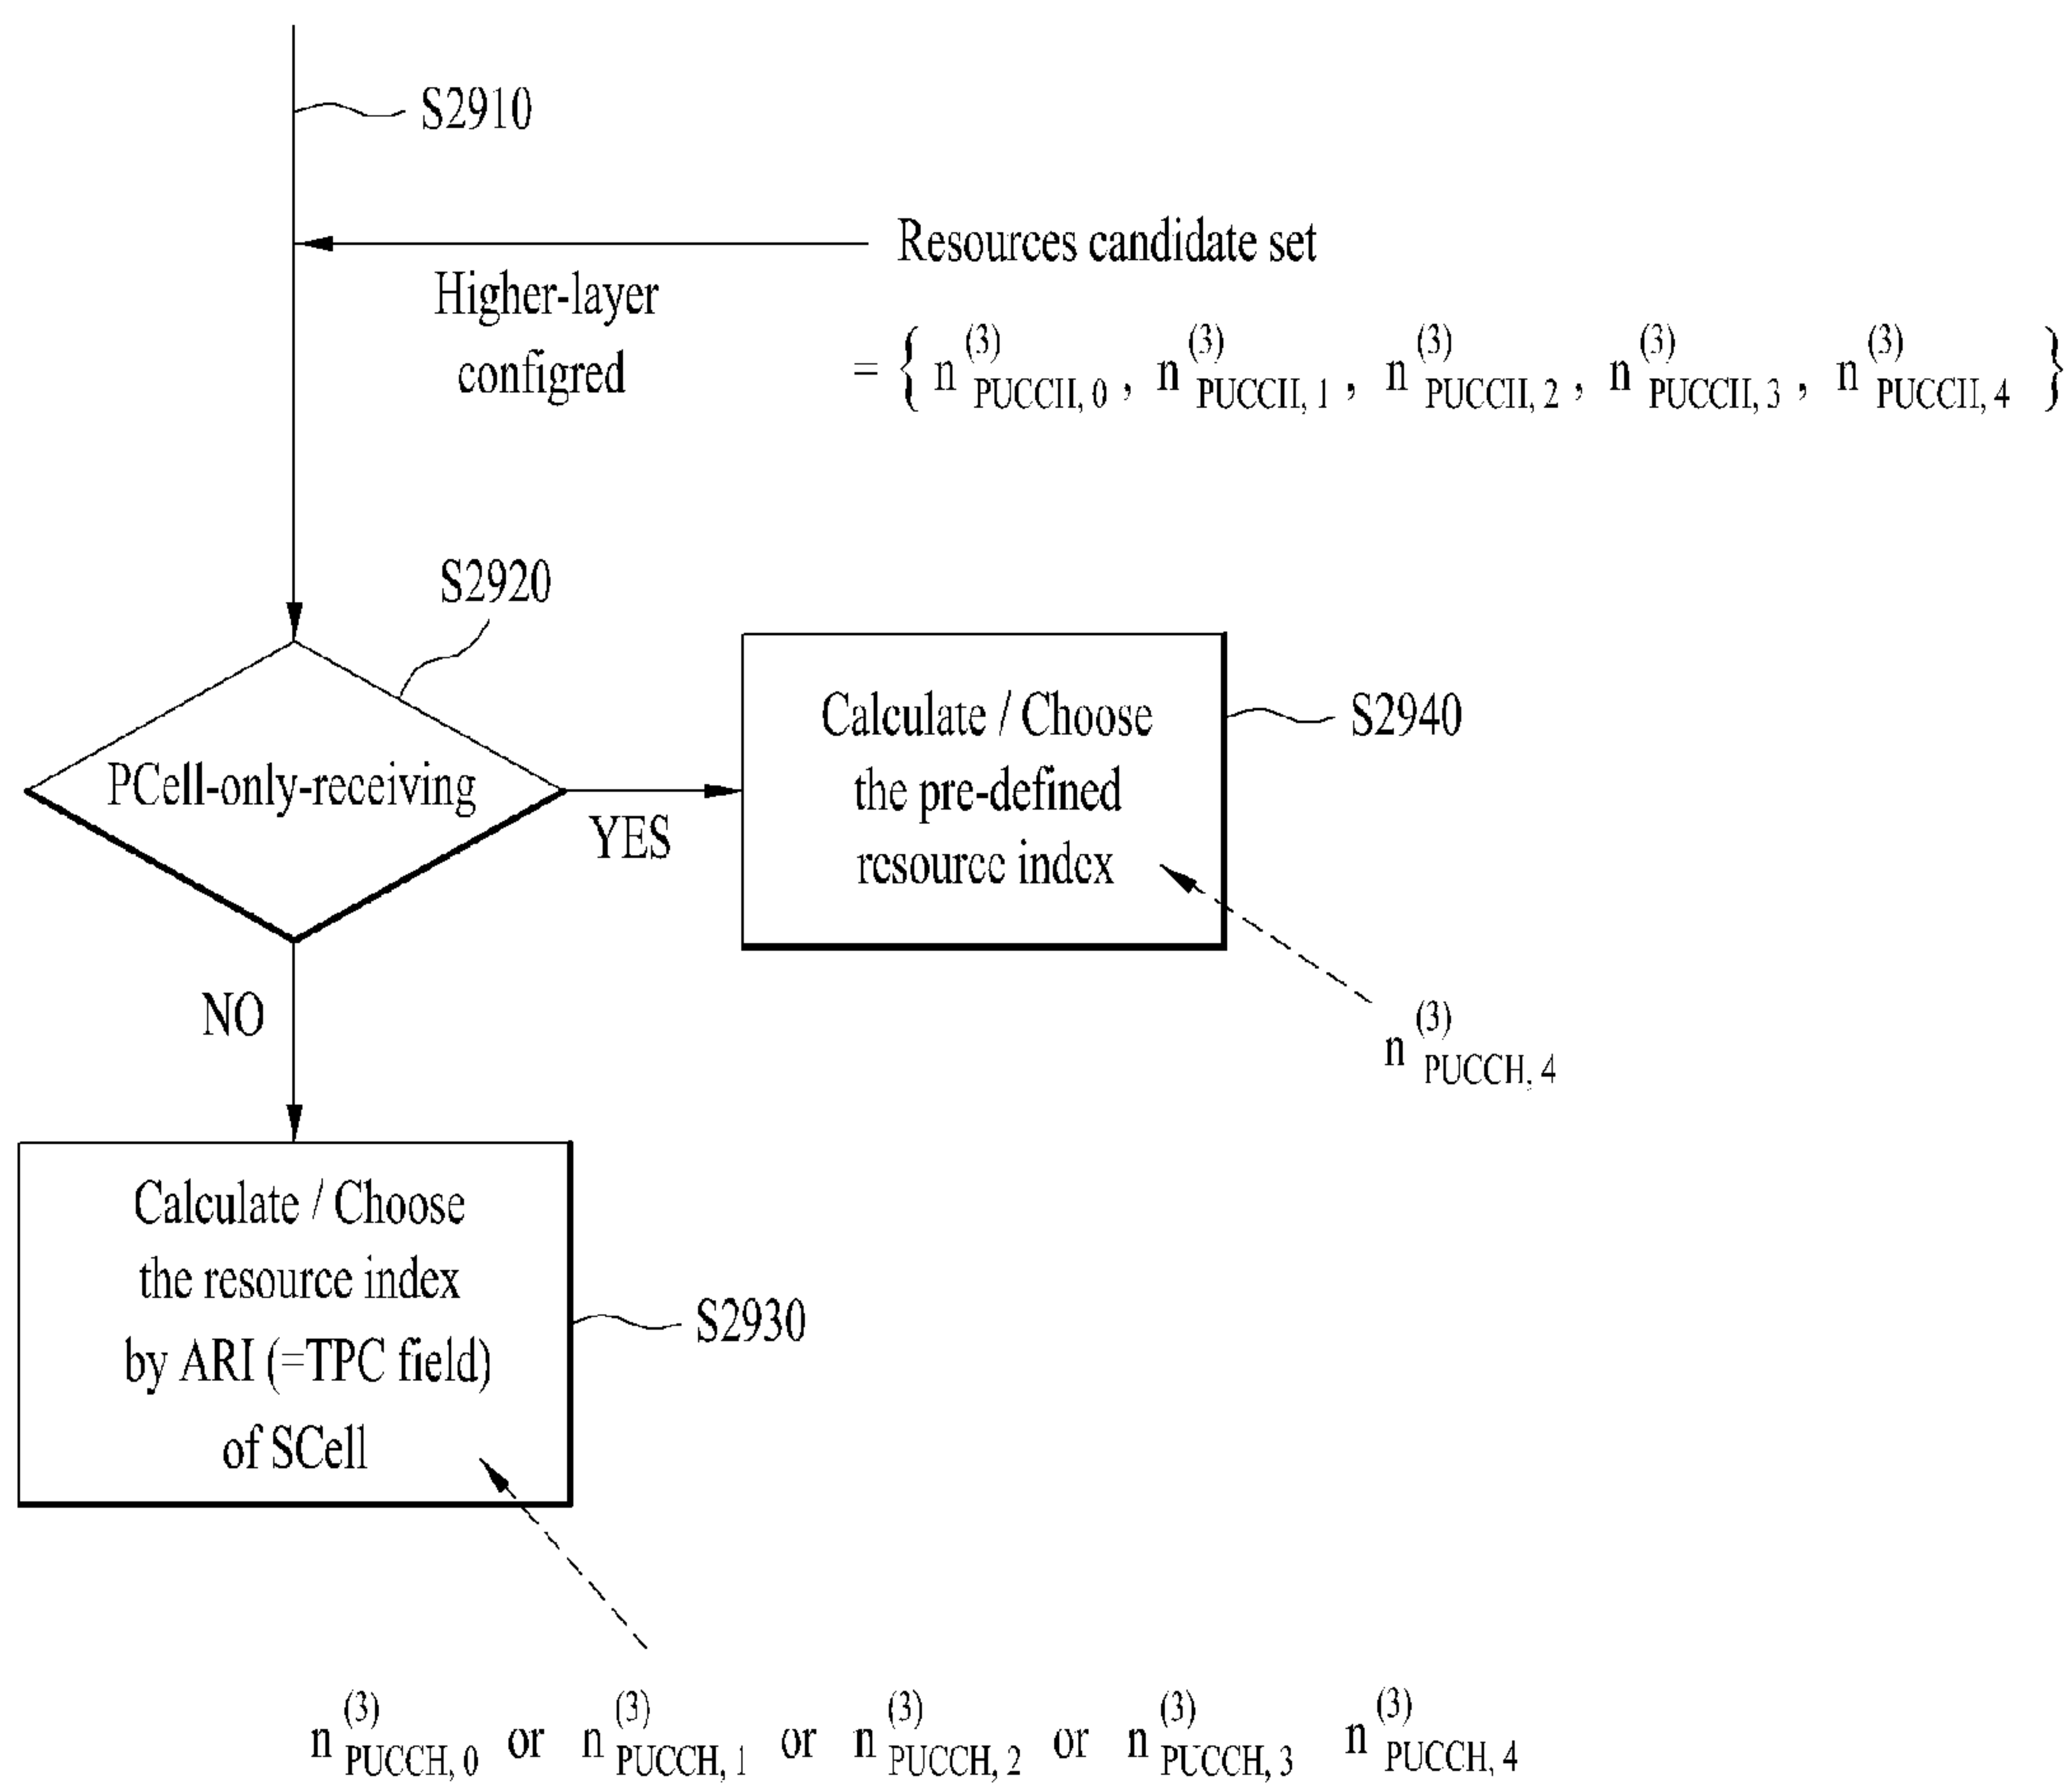 S2910
Resources candidate set
Higher-layer
configred
= { n^{(3)}_{PUCCH, 0} , n^{(3)}_{PUCCH, 1} , n^{(3)}_{PUCCH, 2} , n^{(3)}_{PUCCH, 3} , n^{(3)}_{PUCCH, 4} }
S2920
PCell-only-receiving
YES
NO
Calculate / Choose
the pre-defined
resource index
S2940
n^{(3)}_{PUCCH, 4}
Calculate / Choose
the resource index
by ARI (=TPC field)
of SCell
S2930
n^{(3)}_{PUCCH, 0} or n^{(3)}_{PUCCH, 1} or n^{(3)}_{PUCCH, 2} or n^{(3)}_{PUCCH, 3} n^{(3)}_{PUCCH, 4}